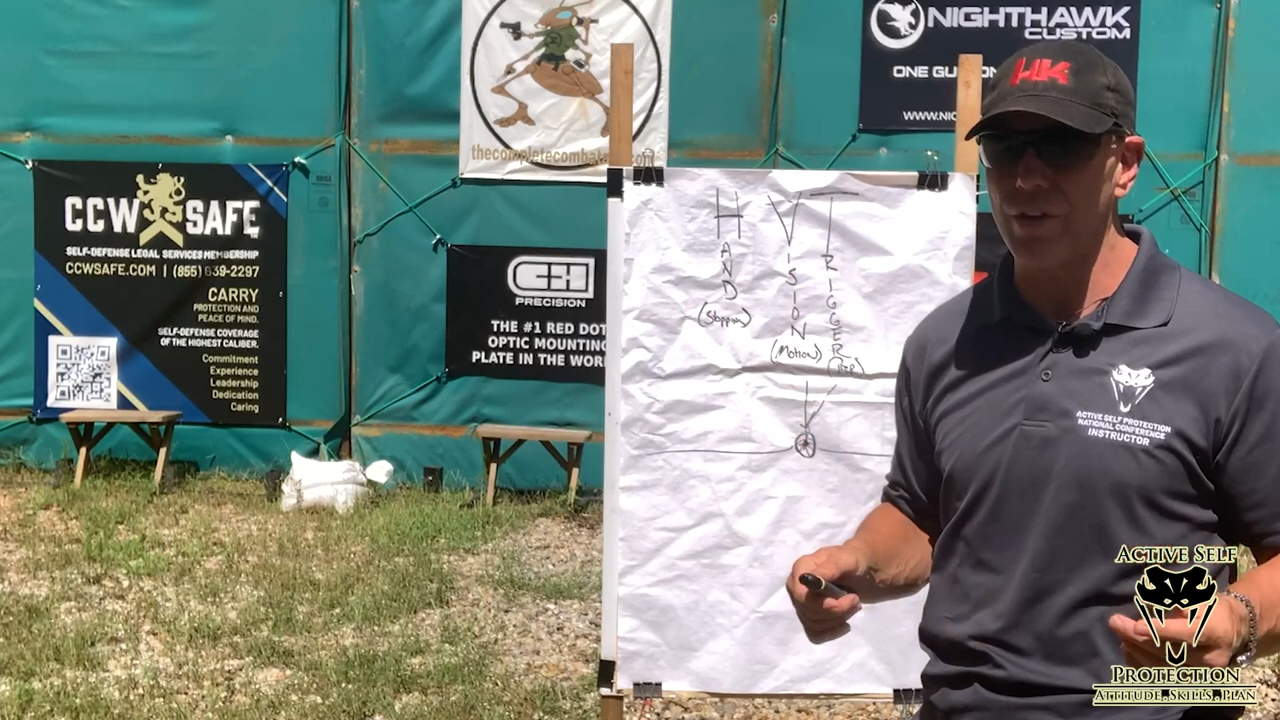 CCW SAFE
SELF-DEFENSE LEGAL SERVICES MEMBERSHIP
CCWSAFE.COM | (855) 639-2297
CARRY
PROTECTION AND
PEACE OF MIND.
SELF-DEFENSE COVERAGE
OF THE HIGHEST CALIBER.
Commitment
Experience
Leadership
Dedication
Caring
thecompletecombata
.com
CH
PRECISION
THE #1 RED DOT
OPTIC MOUNTING
PLATE IN THE WOR
NIGHTHAWK
CUSTOM
ONE GU
WWW.NI
HAND
VISION
(Motion)
TRIGGER
HK
ACTIVE SELF PROTECTION
NATIONAL CONFERENCE
INSTRUCTOR
ACTIVE SELF
PROTECTION
ATTITUDE.SKILLS.PLAN